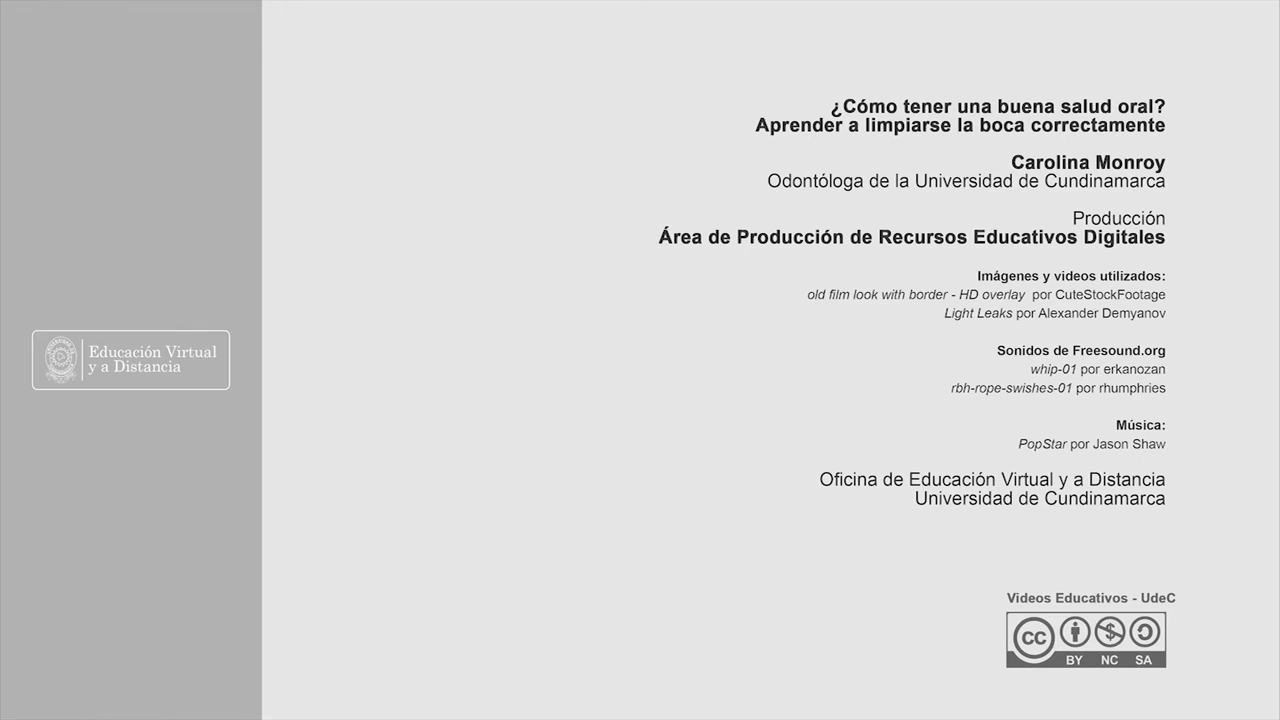 ¿Cómo tener una buena salud oral?
Aprender a limpiarse la boca correctamente
Carolina Monroy
Odontóloga de la Universidad de Cundinamarca
Producción
Área de Producción de Recursos Educativos Digitales
Imágenes y videos utilizados:
old film look with border - HD overlay por CuteStockFootage
Light Leaks por Alexander Demyanov
Sonidos de Freesound.org
whip-01 por erkanozan
rbh-rope-swishes-01 por rhumphries
Música:
PopStar por Jason Shaw
Oficina de Educación Virtual y a Distancia
Universidad de Cundinamarca
Educación Virtual
y a Distancia
Videos Educativos - UdeC
cc
BY NC SA